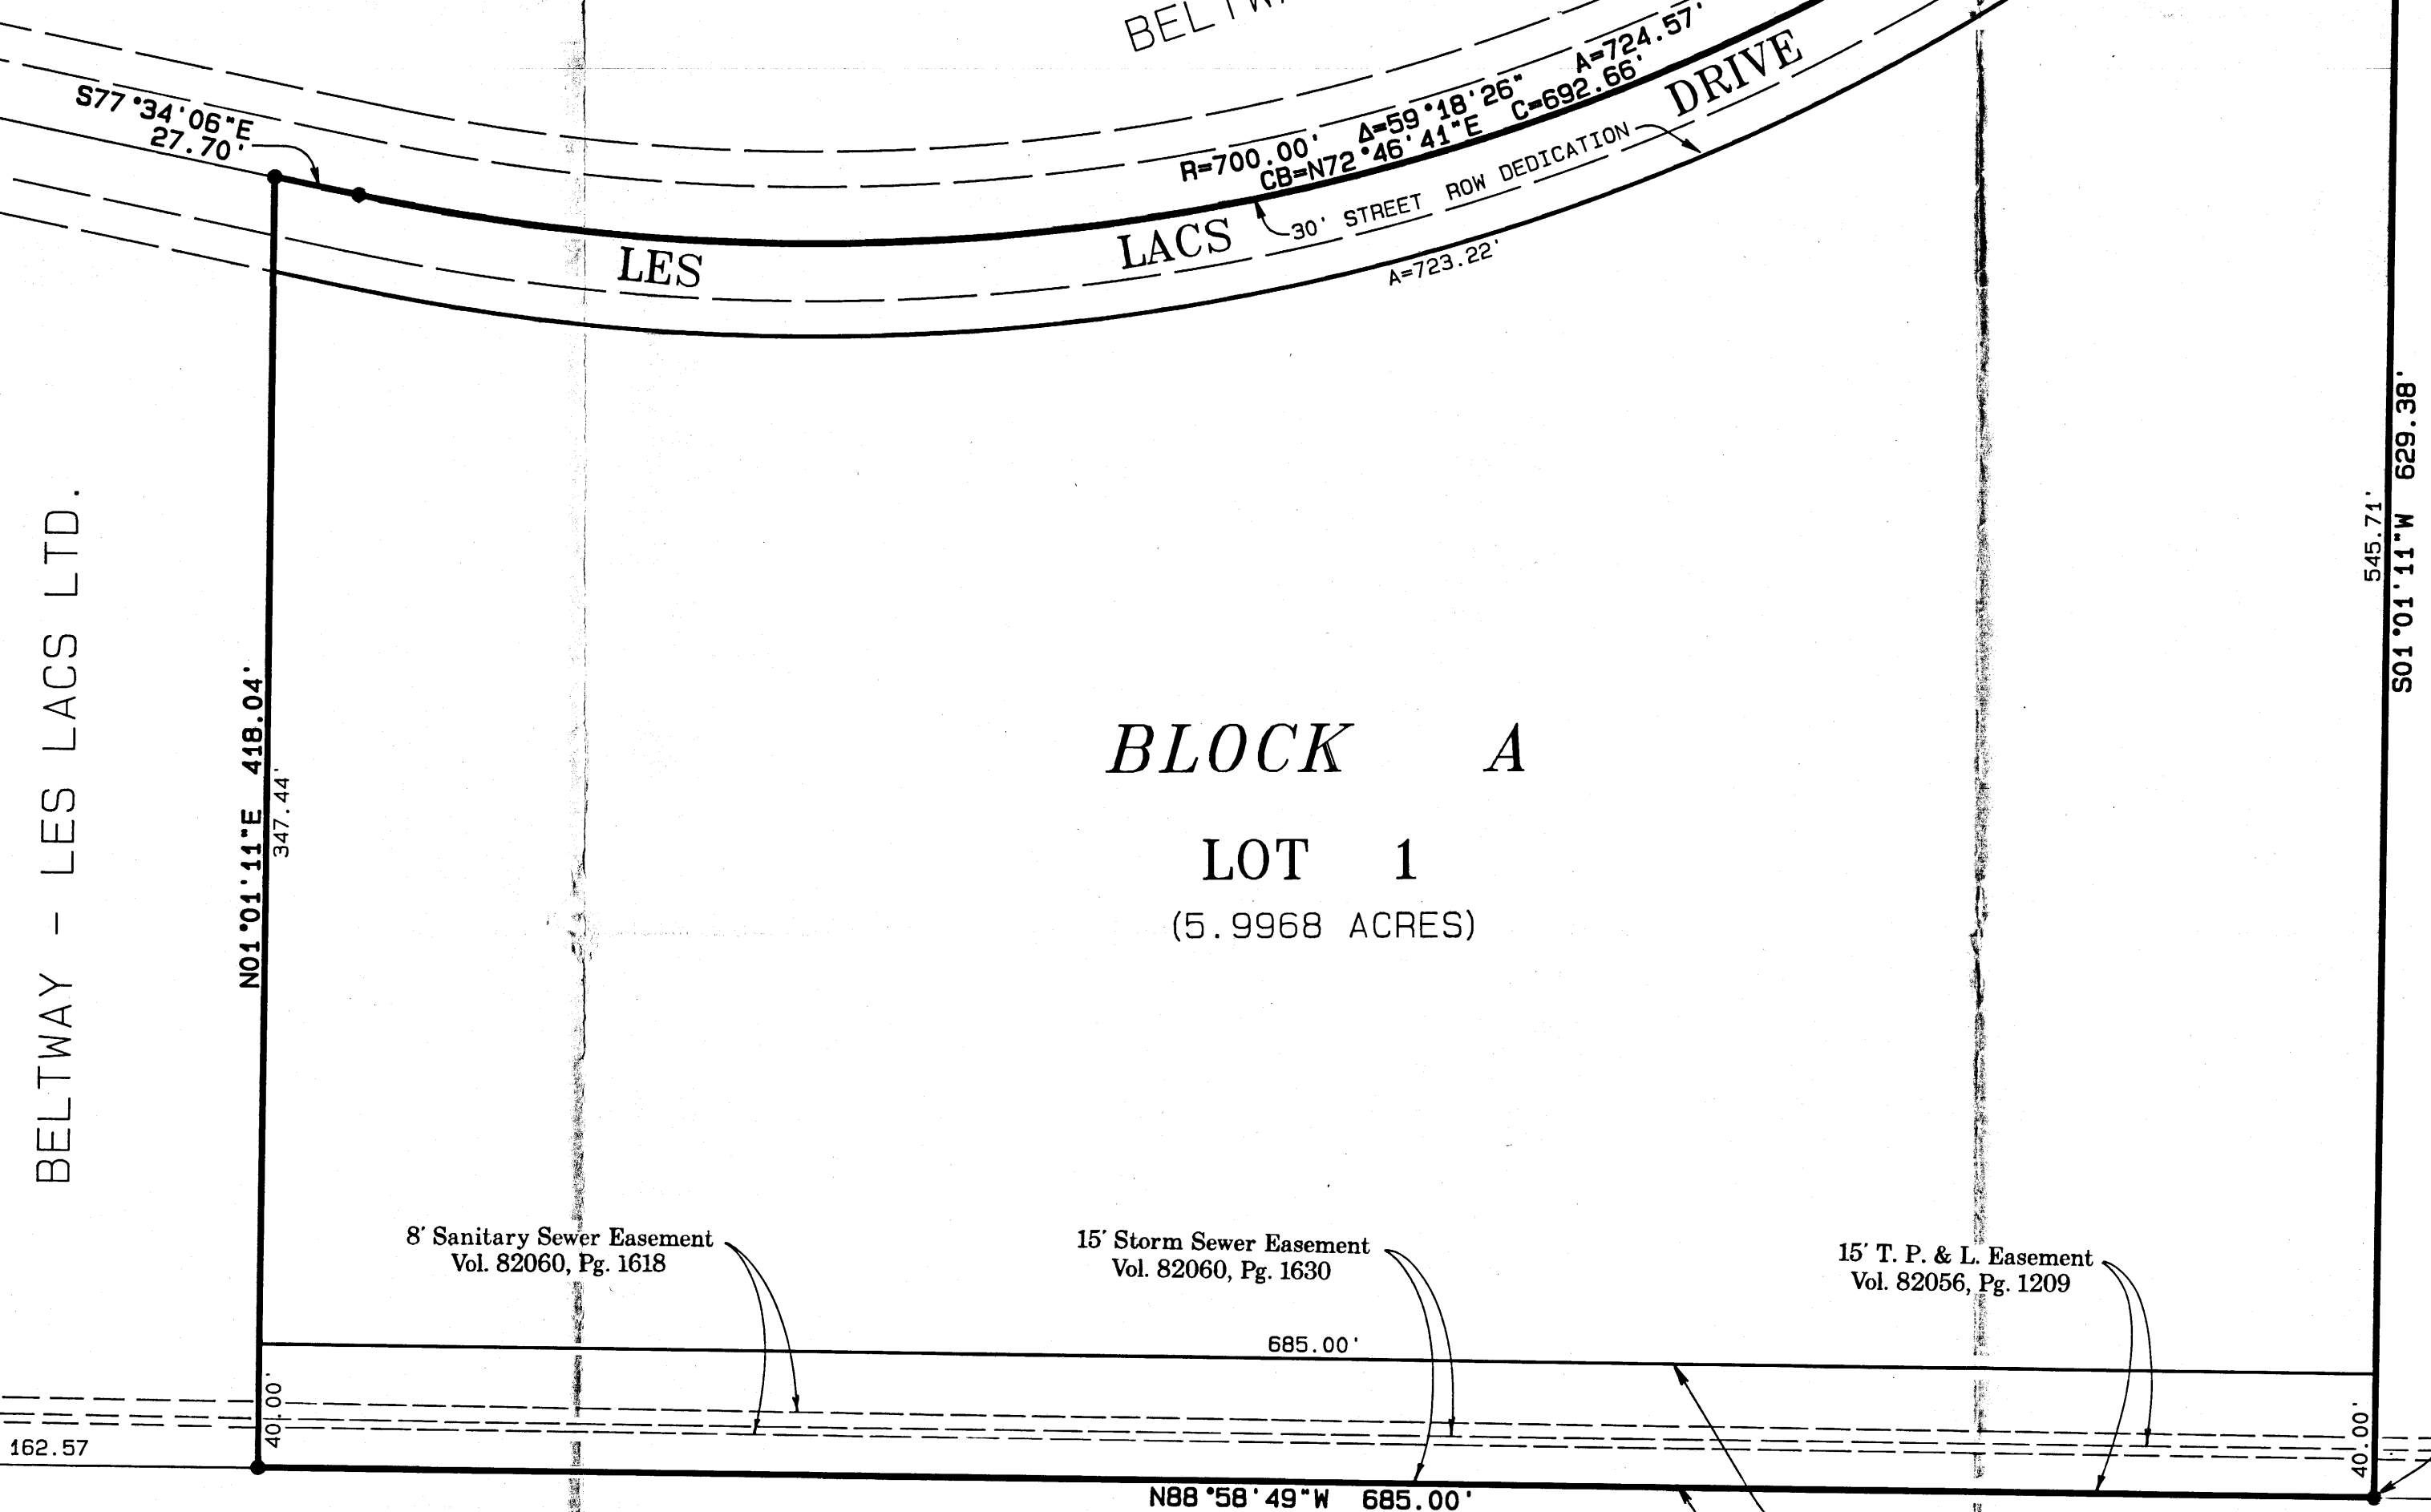 BELTW
S77°34'06"E
27.70'
R=700.00' Δ=59°18'26" A=724.57'
CB=N72°46'41"E C=692.66'
LES LACS DRIVE
30' STREET ROW DEDICATION
A=723.22'
BELTWAY - LES LACS LTD.
N01°01'11"E 418.04'
347.44'
S01°01'11"W 629.38'
545.71'
BLOCK A
LOT 1
(5.9968 ACRES)
8' Sanitary Sewer Easement
Vol. 82060, Pg. 1618
15' Storm Sewer Easement
Vol. 82060, Pg. 1630
15' T. P. & L. Easement
Vol. 82056, Pg. 1209
685.00'
40.00'
40.00'
162.57
N88°58'49"W 685.00'